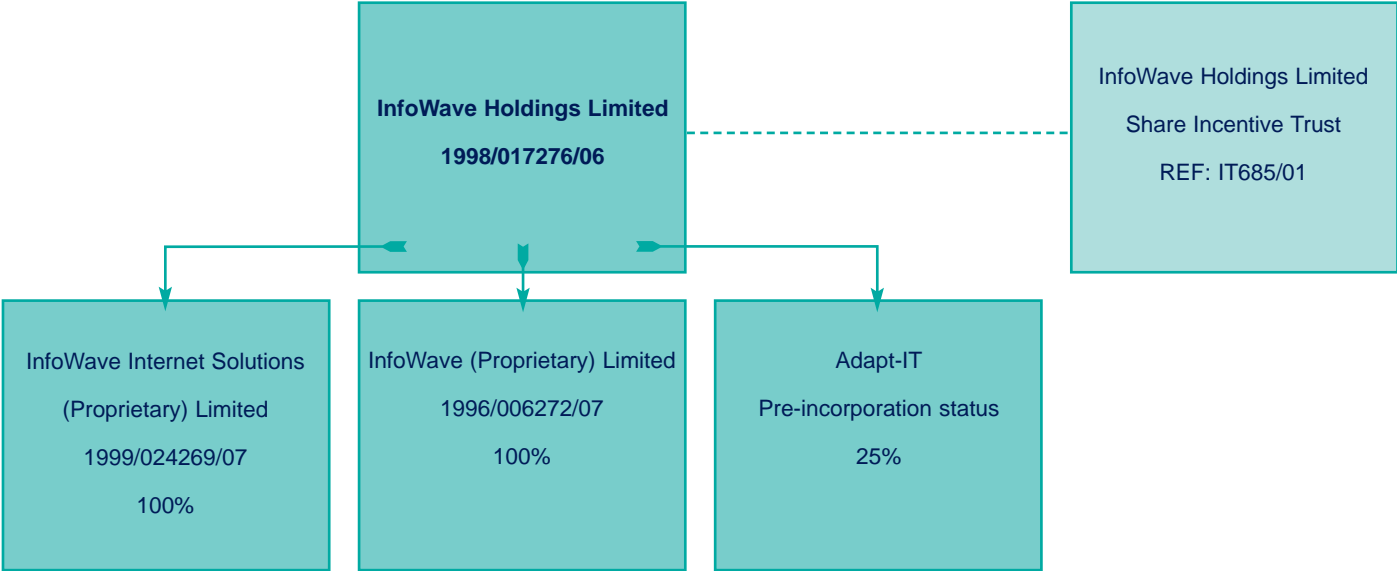 InfoWave Holdings Limited
1998/017276/06
InfoWave Holdings Limited
Share Incentive Trust
REF: IT685/01
InfoWave Internet Solutions
(Proprietary) Limited
1999/024269/07
100%
InfoWave (Proprietary) Limited
1996/006272/07
100%
Adapt-IT
Pre-incorporation status
25%